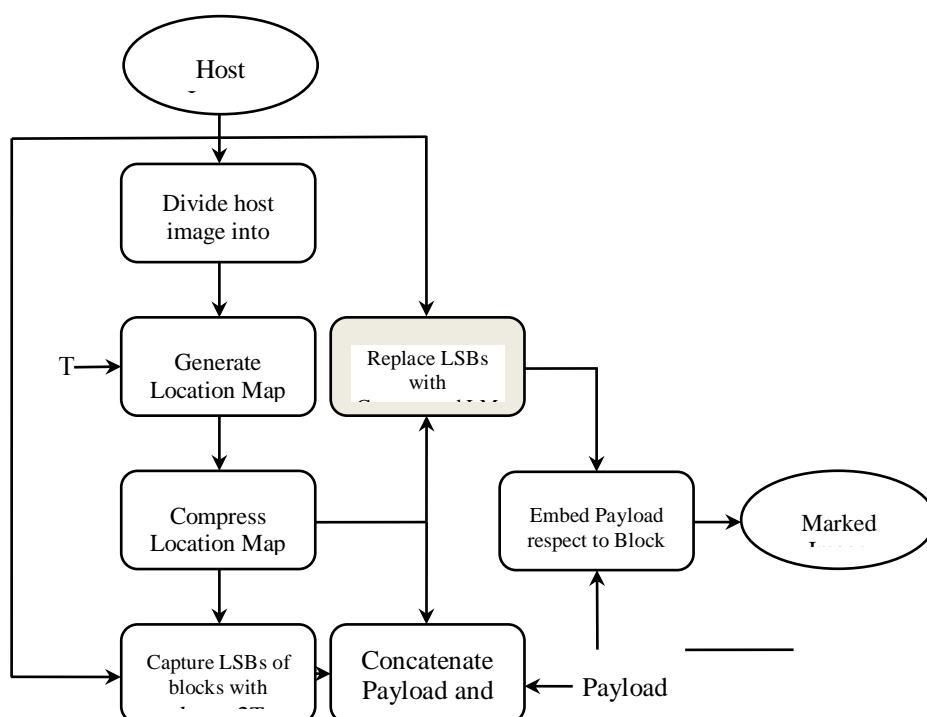 Host
Divide host
image into
T
Generate
Location Map
Replace LSBs
with
Compress
Location Map
Embed Payload
respect to Block
Marked
Capture LSBs of
blocks with
Concatenate
Payload and
Payload